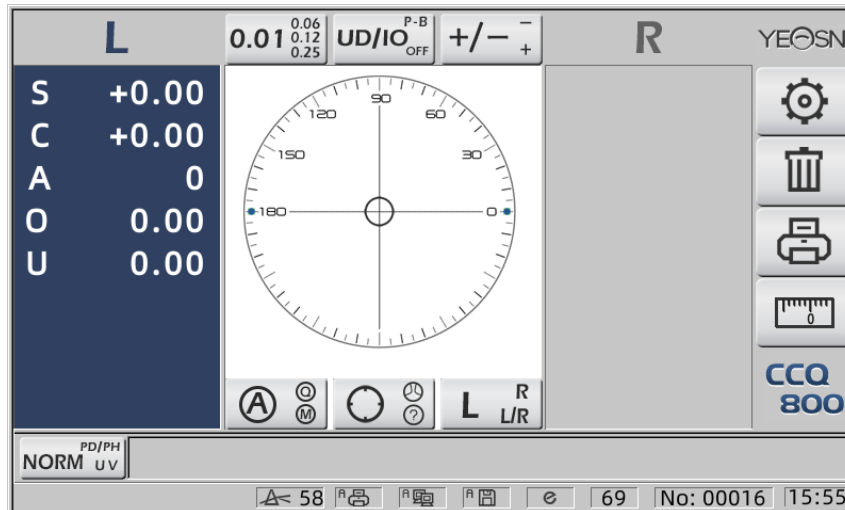 L
0.01 0.06 0.12 0.25
UD/IO P-B OFF
+/− − +
R
YEOSN
S +0.00
C +0.00
A 0
O 0.00
U 0.00
90
120 60
150 30
180 0
0
CCQ
800
A Q M
?
L R L/R
NORM PD/PH UV
58 A A A e 69 No: 00016 15:55